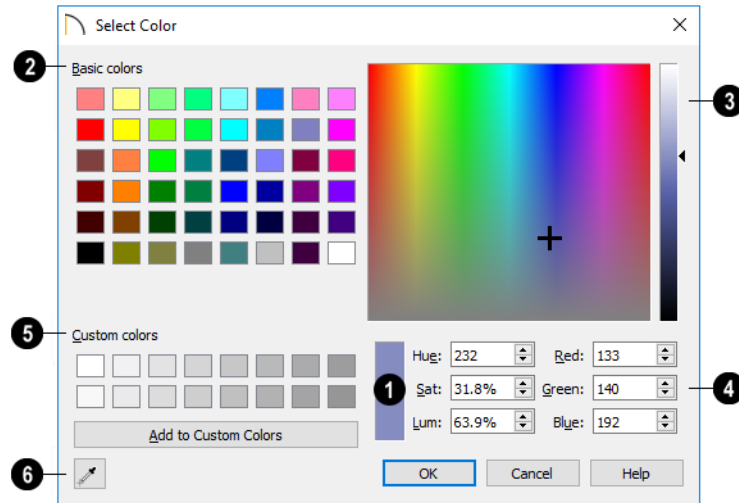 Select Color
2
Basic colors
3
5
Custom colors
Add to Custom Colors
6
1
Hue: 232 Red: 133
Sat: 31.8% Green: 140
Lum: 63.9% Blue: 192
4
OK Cancel Help